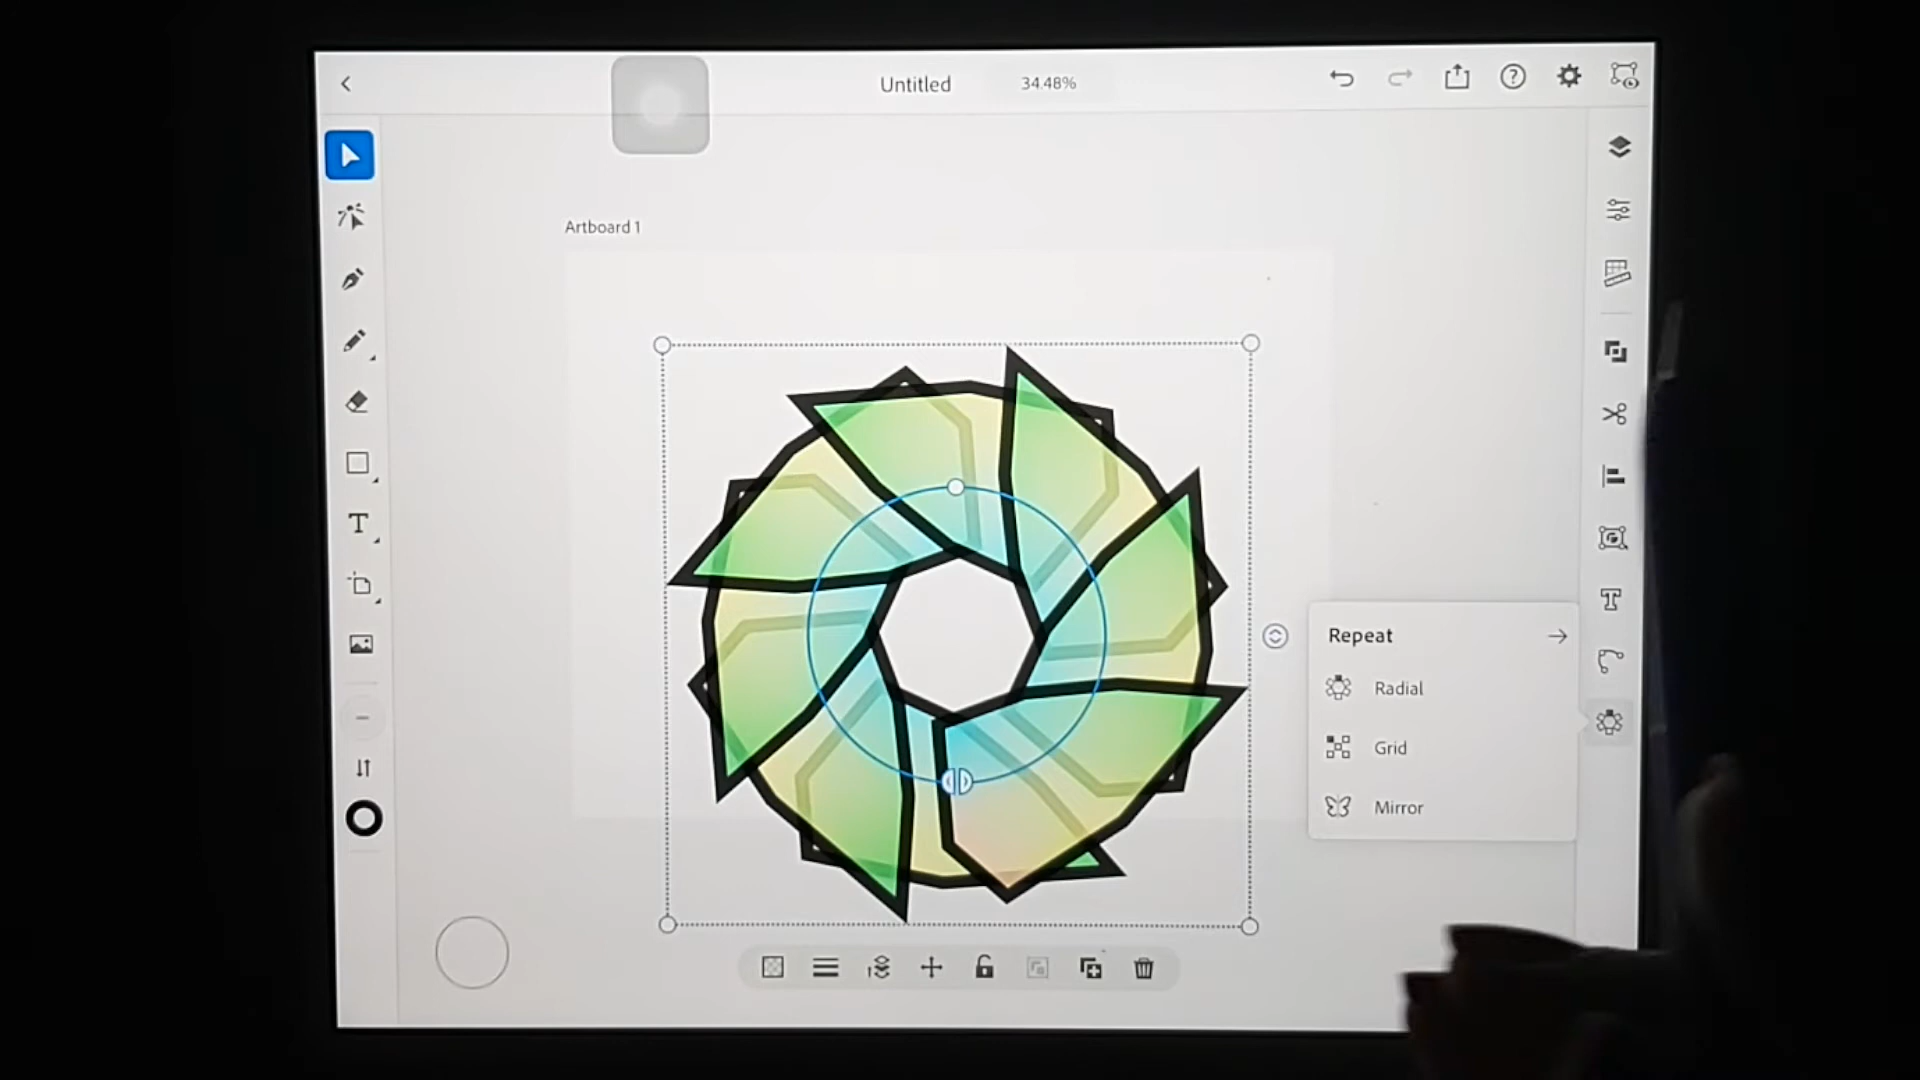 Untitled
34.48%
Artboard 1
Repeat
Radial
Grid
Mirror